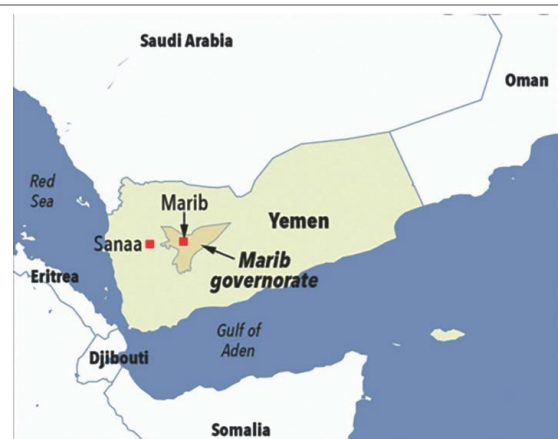 Saudi Arabia
Oman
Red
Sea
Marib
Yemen
Sanaa
Marib
governorate
Eritrea
Gulf of
Aden
Djibouti
Somalia